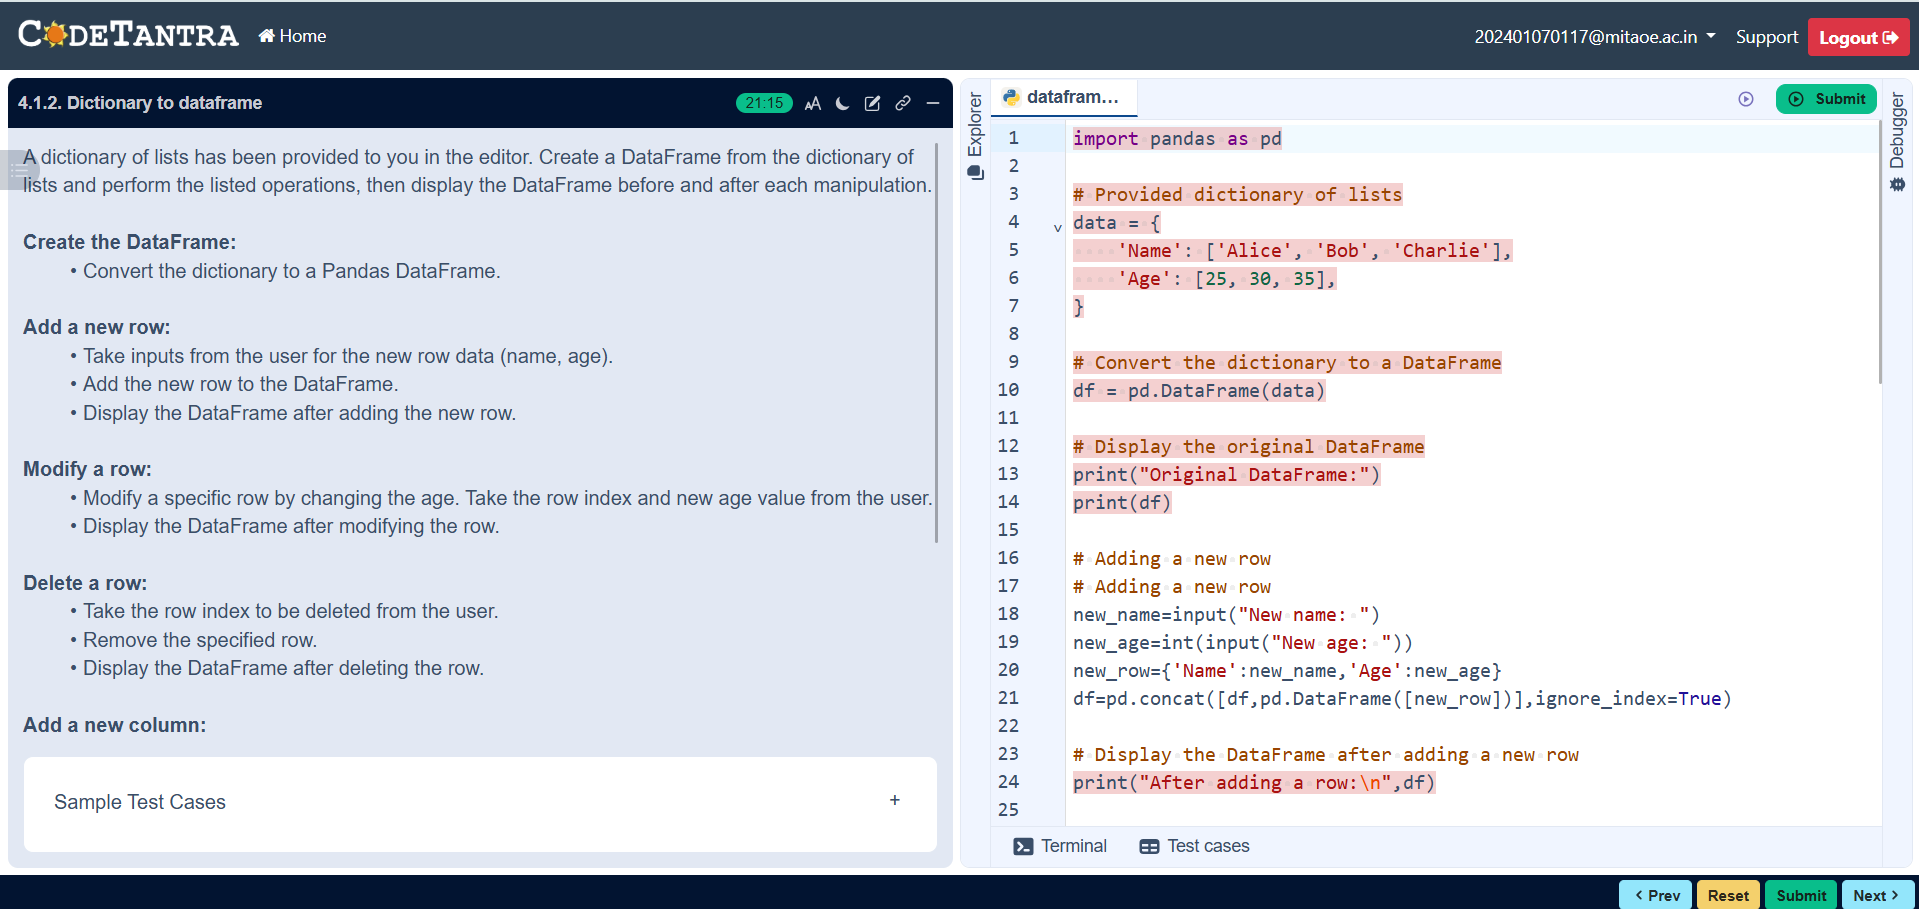 CODETANTRA
Home
202401070117@mitaoe.ac.in
Support
Logout
4.1.2. Dictionary to dataframe
21:15
A dictionary of lists has been provided to you in the editor. Create a DataFrame from the dictionary of
lists and perform the listed operations, then display the DataFrame before and after each manipulation.
Create the DataFrame:
• Convert the dictionary to a Pandas DataFrame.
Add a new row:
• Take inputs from the user for the new row data (name, age).
• Add the new row to the DataFrame.
• Display the DataFrame after adding the new row.
Modify a row:
• Modify a specific row by changing the age. Take the row index and new age value from the user.
• Display the DataFrame after modifying the row.
Delete a row:
• Take the row index to be deleted from the user.
• Remove the specified row.
• Display the DataFrame after deleting the row.
Add a new column:
Sample Test Cases
+
Explorer
datafram...
Submit
Debugger
1 import pandas as pd
2
3 # Provided dictionary of lists
4 data = {
5     'Name': ['Alice', 'Bob', 'Charlie'],
6     'Age': [25, 30, 35],
7 }
8
9 # Convert the dictionary to a DataFrame
10 df = pd.DataFrame(data)
11
12 # Display the original DataFrame
13 print("Original DataFrame:")
14 print(df)
15
16 # Adding a new row
17 # Adding a new row
18 new_name=input("New name: ")
19 new_age=int(input("New age: "))
20 new_row={'Name':new_name,'Age':new_age}
21 df=pd.concat([df,pd.DataFrame([new_row])],ignore_index=True)
22
23 # Display the DataFrame after adding a new row
24 print("After adding a row:\n",df)
25
Terminal
Test cases
< Prev
Reset
Submit
Next >